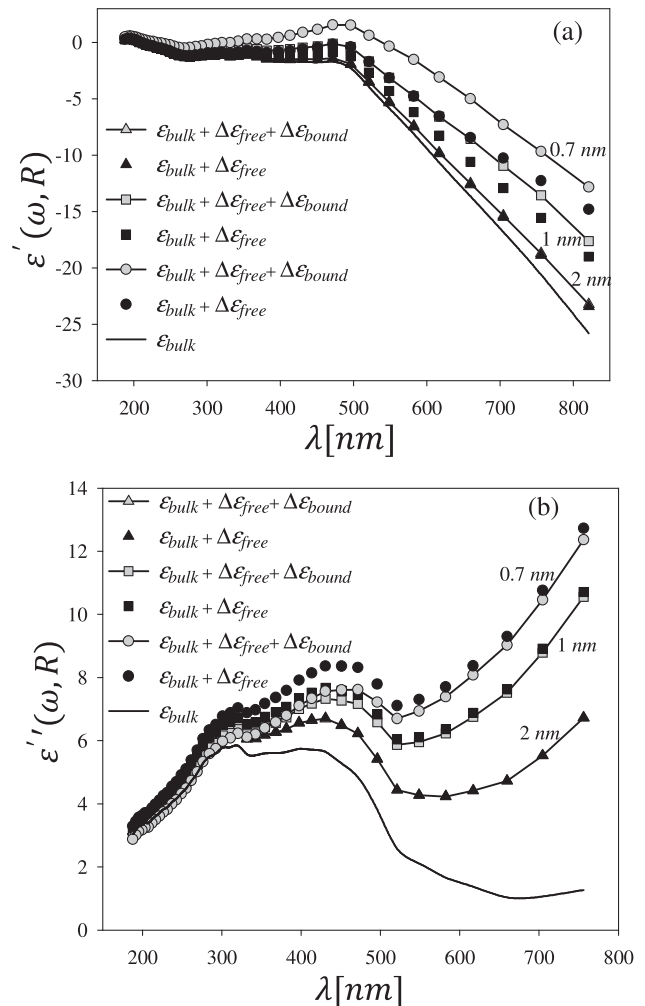 (a)
0
-5
-10
-15
-20
-25
-30
ε′(ω, R)
ε_bulk + Δε_free + Δε_bound
ε_bulk + Δε_free
ε_bulk + Δε_free + Δε_bound
ε_bulk + Δε_free
ε_bulk + Δε_free + Δε_bound
ε_bulk + Δε_free
ε_bulk
0.7 nm
1 nm
2 nm
200 300 400 500 600 700 800
λ[nm]
(b)
14
12
10
8
6
4
2
0
ε′′(ω, R)
ε_bulk + Δε_free + Δε_bound
ε_bulk + Δε_free
ε_bulk + Δε_free + Δε_bound
ε_bulk + Δε_free
ε_bulk + Δε_free + Δε_bound
ε_bulk + Δε_free
ε_bulk
0.7 nm
1 nm
2 nm
200 300 400 500 600 700 800
λ[nm]